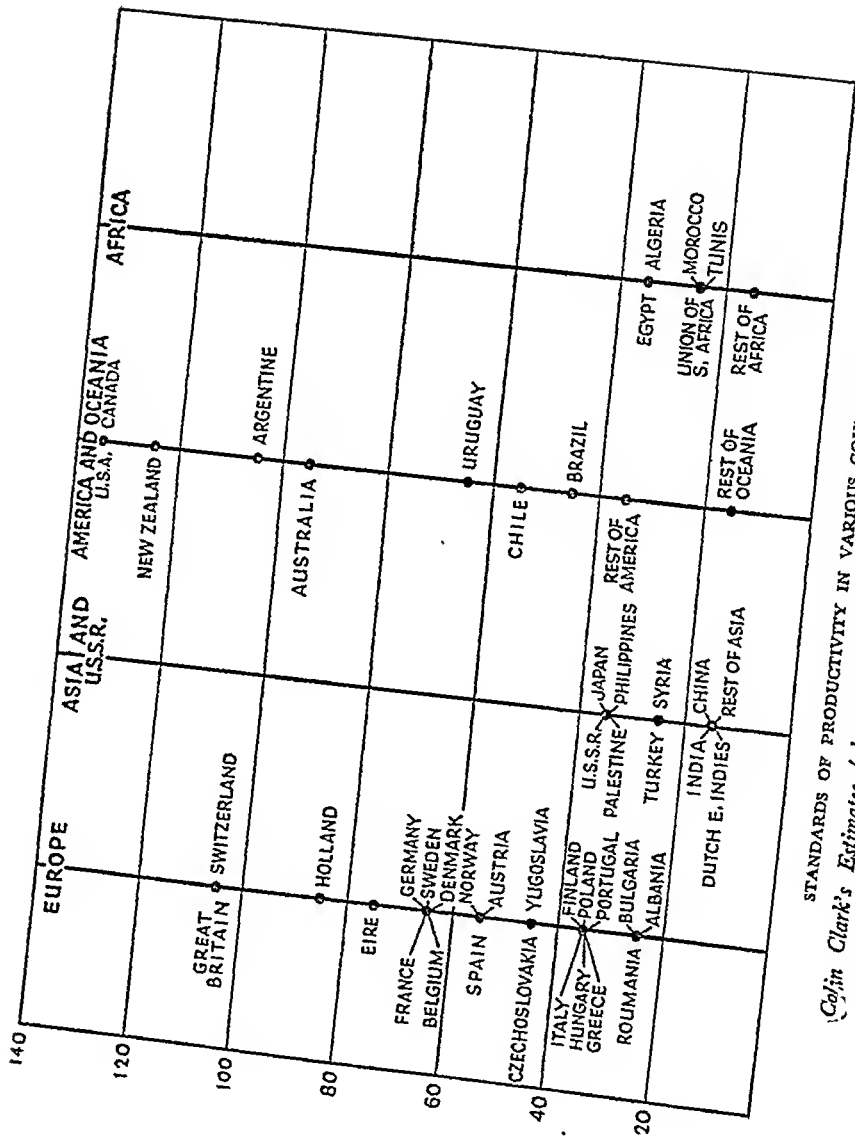 140
120
100
80
60
40
20
EUROPE
GREAT
BRITAIN
SWITZERLAND
HOLLAND
EIRE
FRANCE
BELGIUM
GERMANY
SWEDEN
DENMARK
NORWAY
SPAIN
AUSTRIA
CZECHOSLOVAKIA
YUGOSLAVIA
ITALY
HUNGARY
GREECE
FINLAND
POLAND
PORTUGAL
BULGARIA
ROUMANIA
ALBANIA
ASIA AND
U.S.S.R.
U.S.S.R.
JAPAN
PALESTINE
PHILIPPINES
TURKEY
SYRIA
INDIA
CHINA
DUTCH E. INDIES
REST OF ASIA
AMERICA AND OCEANIA
U.S.A.
CANADA
NEW ZEALAND
ARGENTINE
AUSTRALIA
URUGUAY
CHILE
BRAZIL
REST OF
AMERICA
REST OF
OCEANIA
AFRICA
EGYPT
ALGERIA
UNION OF
S. AFRICA
MOROCCO
TUNIS
REST OF
AFRICA
STANDARDS OF PRODUCTIVITY IN VARIOUS
(Colin Clark's Estimates